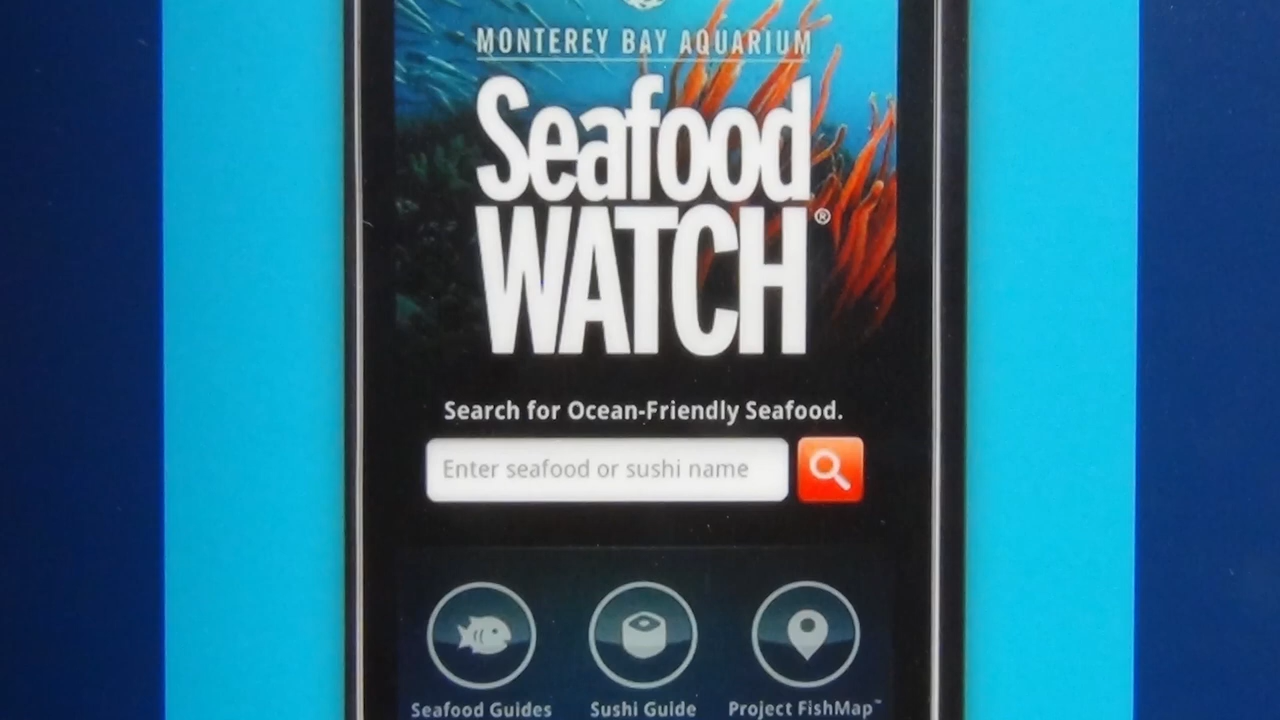 MONTEREY BAY AQUARIUM
Seafood
WATCH®
Search for Ocean-Friendly Seafood.
Enter seafood or sushi name
Seafood Guides Sushi Guide Project FishMap™